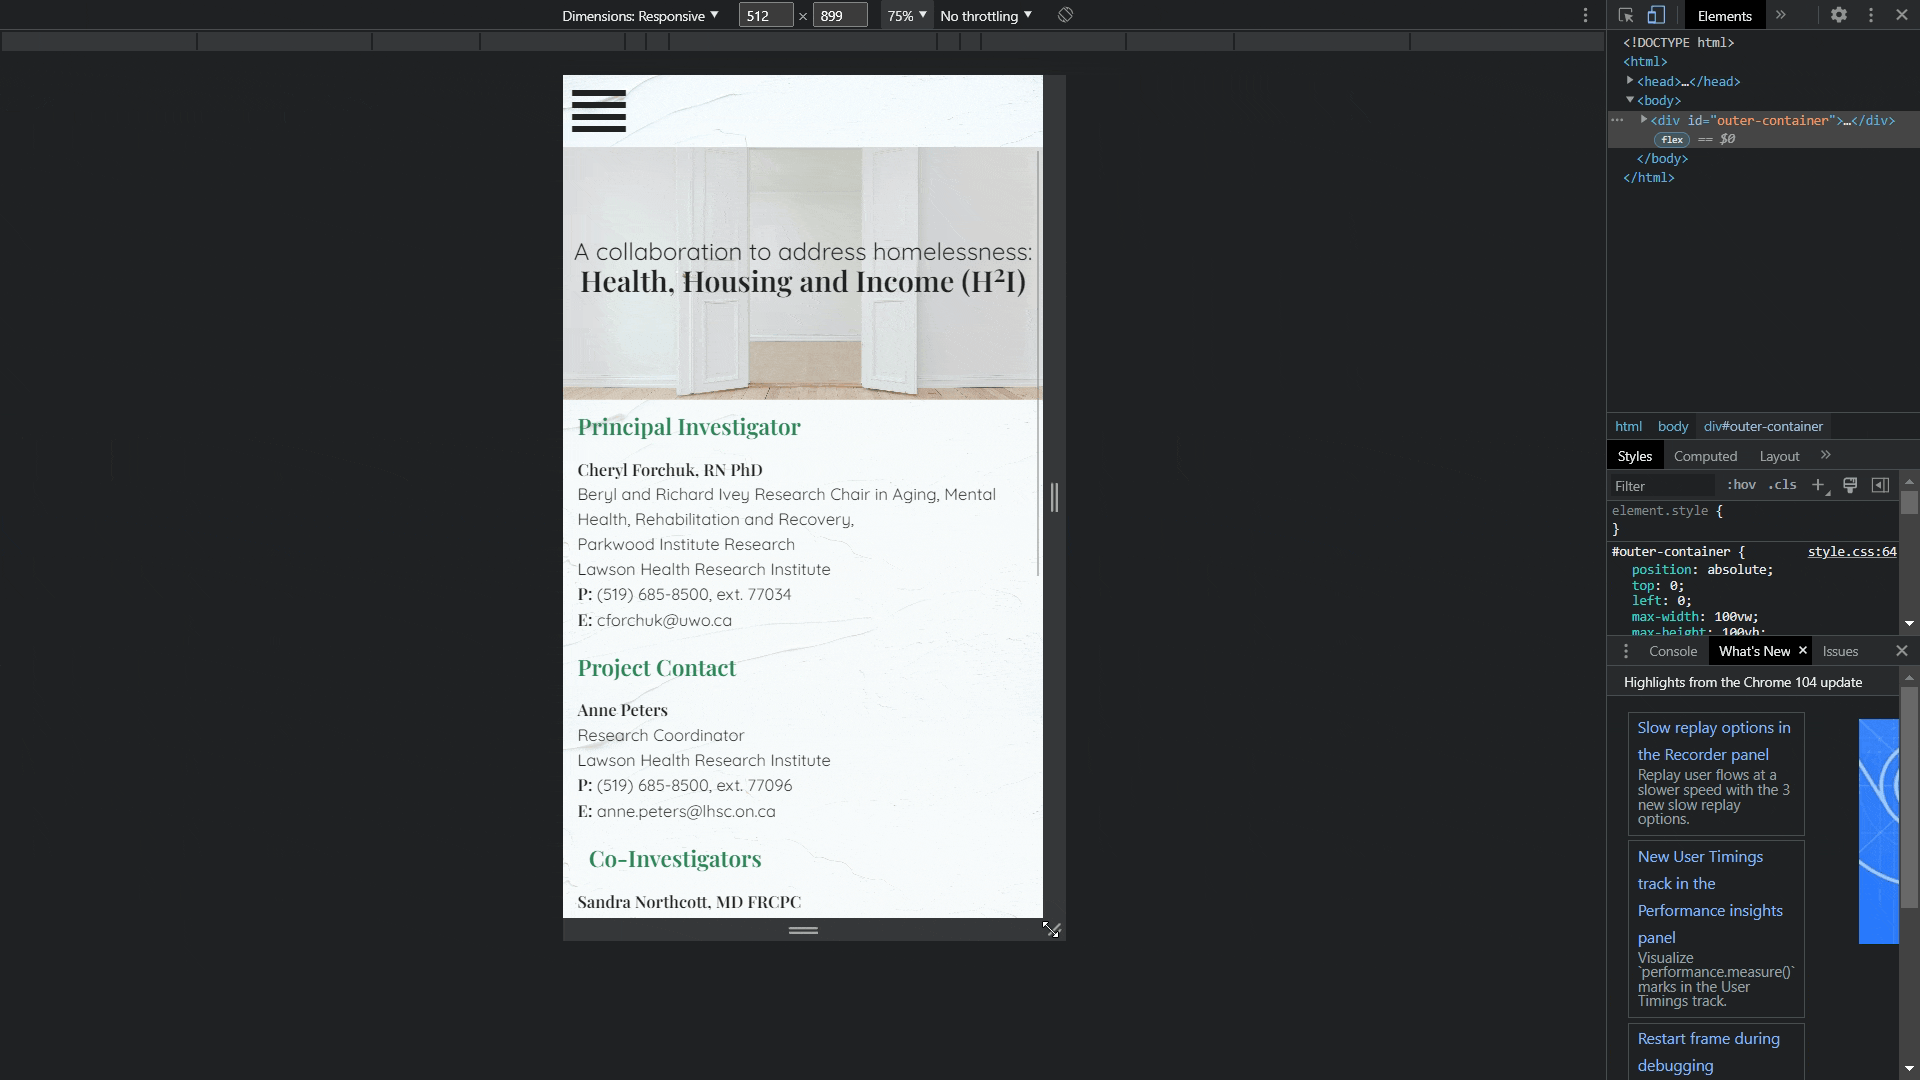 Dimensions: Responsive ▼ 512 × 899 75% ▼ No throttling ▼
Elements
<!DOCTYPE html>
<html>
<head>…</head>
<body>
<div id="outer-container">…</div>
flex == $0
</body>
</html>
html body div#outer-container
Styles Computed Layout
Filter :hov .cls
element.style {
}
#outer-container { style.css:64
position: absolute;
top: 0;
left: 0;
max-width: 100vw;
max-height: 100vh;
Console What's New × Issues
Highlights from the Chrome 104 update
Slow replay options in
the Recorder panel
Replay user flows at a
slower speed with the 3
new slow replay
options.
New User Timings
track in the
Performance insights
panel
Visualize
`performance.measure()`
marks in the User
Timings track.
Restart frame during
debugging
A collaboration to address homelessness:
Health, Housing and Income (H²I)
Principal Investigator
Cheryl Forchuk, RN PhD
Beryl and Richard Ivey Research Chair in Aging, Mental
Health, Rehabilitation and Recovery,
Parkwood Institute Research
Lawson Health Research Institute
P: (519) 685-8500, ext. 77034
E: cforchuk@uwo.ca
Project Contact
Anne Peters
Research Coordinator
Lawson Health Research Institute
P: (519) 685-8500, ext. 77096
E: anne.peters@lhsc.on.ca
Co-Investigators
Sandra Northcott, MD FRCPC